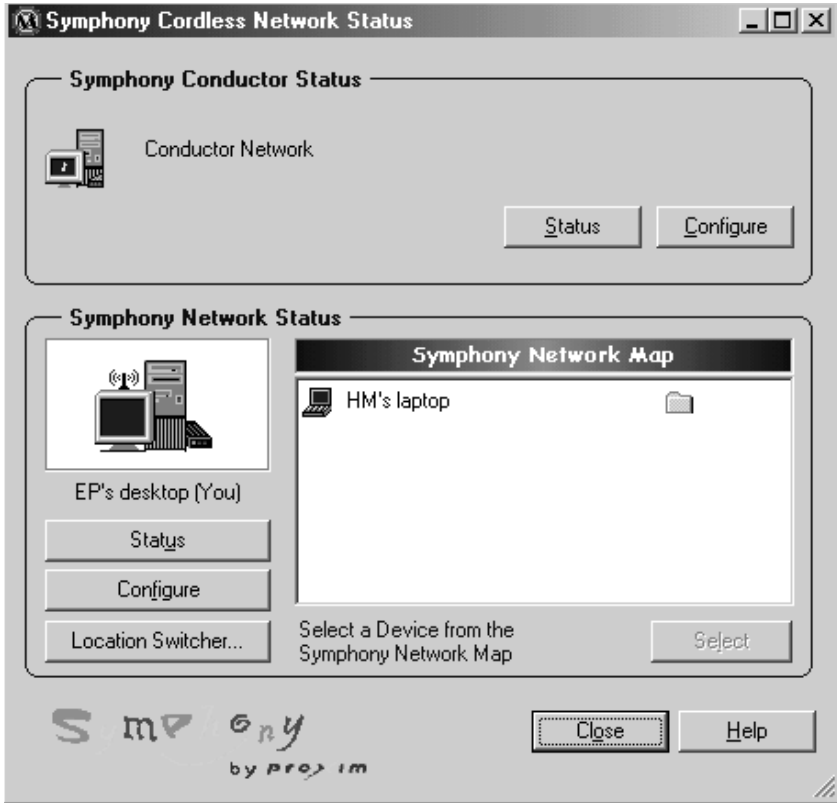 Symphony Cordless Network Status
Symphony Conductor Status
Conductor Network
Status
Configure
Symphony Network Status
Symphony Network Map
HM's laptop
EP's desktop (You)
Status
Configure
Location Switcher...
Select a Device from the
Symphony Network Map
Select
Symphony
by proxim
Close
Help